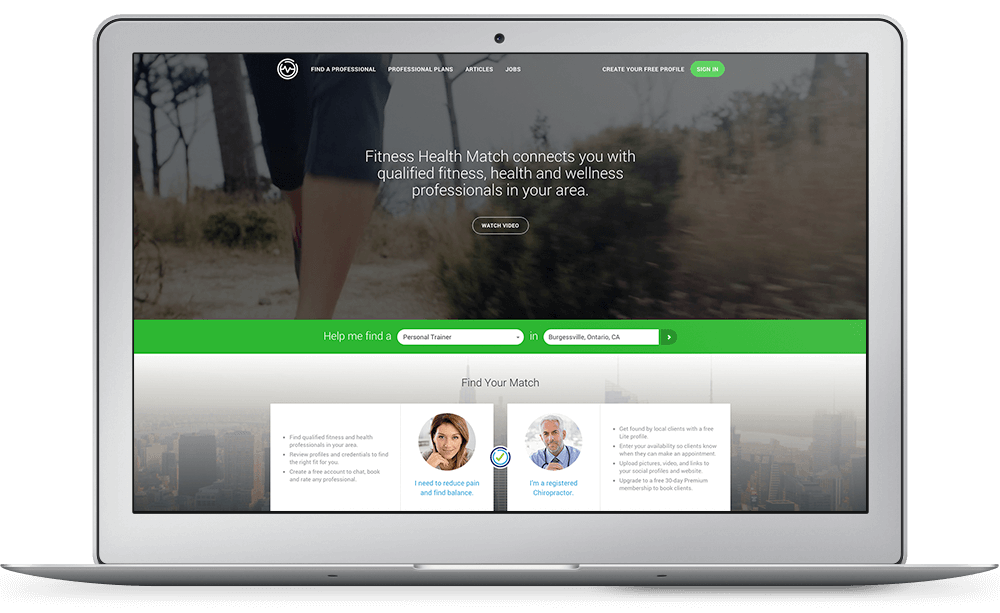 FIND A PROFESSIONAL PROFESSIONAL PLANS ARTICLES JOBS CREATE YOUR FREE PROFILE SIGN IN
Fitness Health Match connects you with
qualified fitness, health and wellness
professionals in your area.
WATCH VIDEO
Help me find a Personal Trainer in Burgessville, Ontario, CA
Find Your Match
Find qualified fitness and health
professionals in your area.
Review profiles and credentials to find
the right fit for you.
Create a free account to chat, book
and rate any professional.
I need to reduce pain
and find balance.
I'm a registered
Chiropractor.
Get found by local clients with a free
Lite profile.
Enter your availability so clients know
when they can make an appointment.
Upload pictures, video, and links to
your social profiles and website.
Upgrade to a free 30-day Premium
membership to book clients.